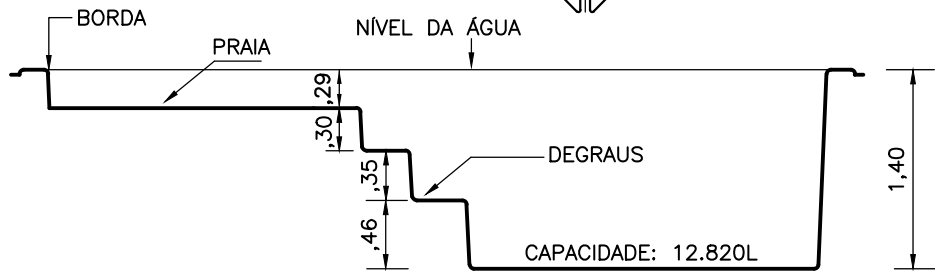 BORDA
NÍVEL DA ÁGUA
PRAIA
,29
,30
DEGRAUS
,35
1,40
,46
CAPACIDADE: 12.820L